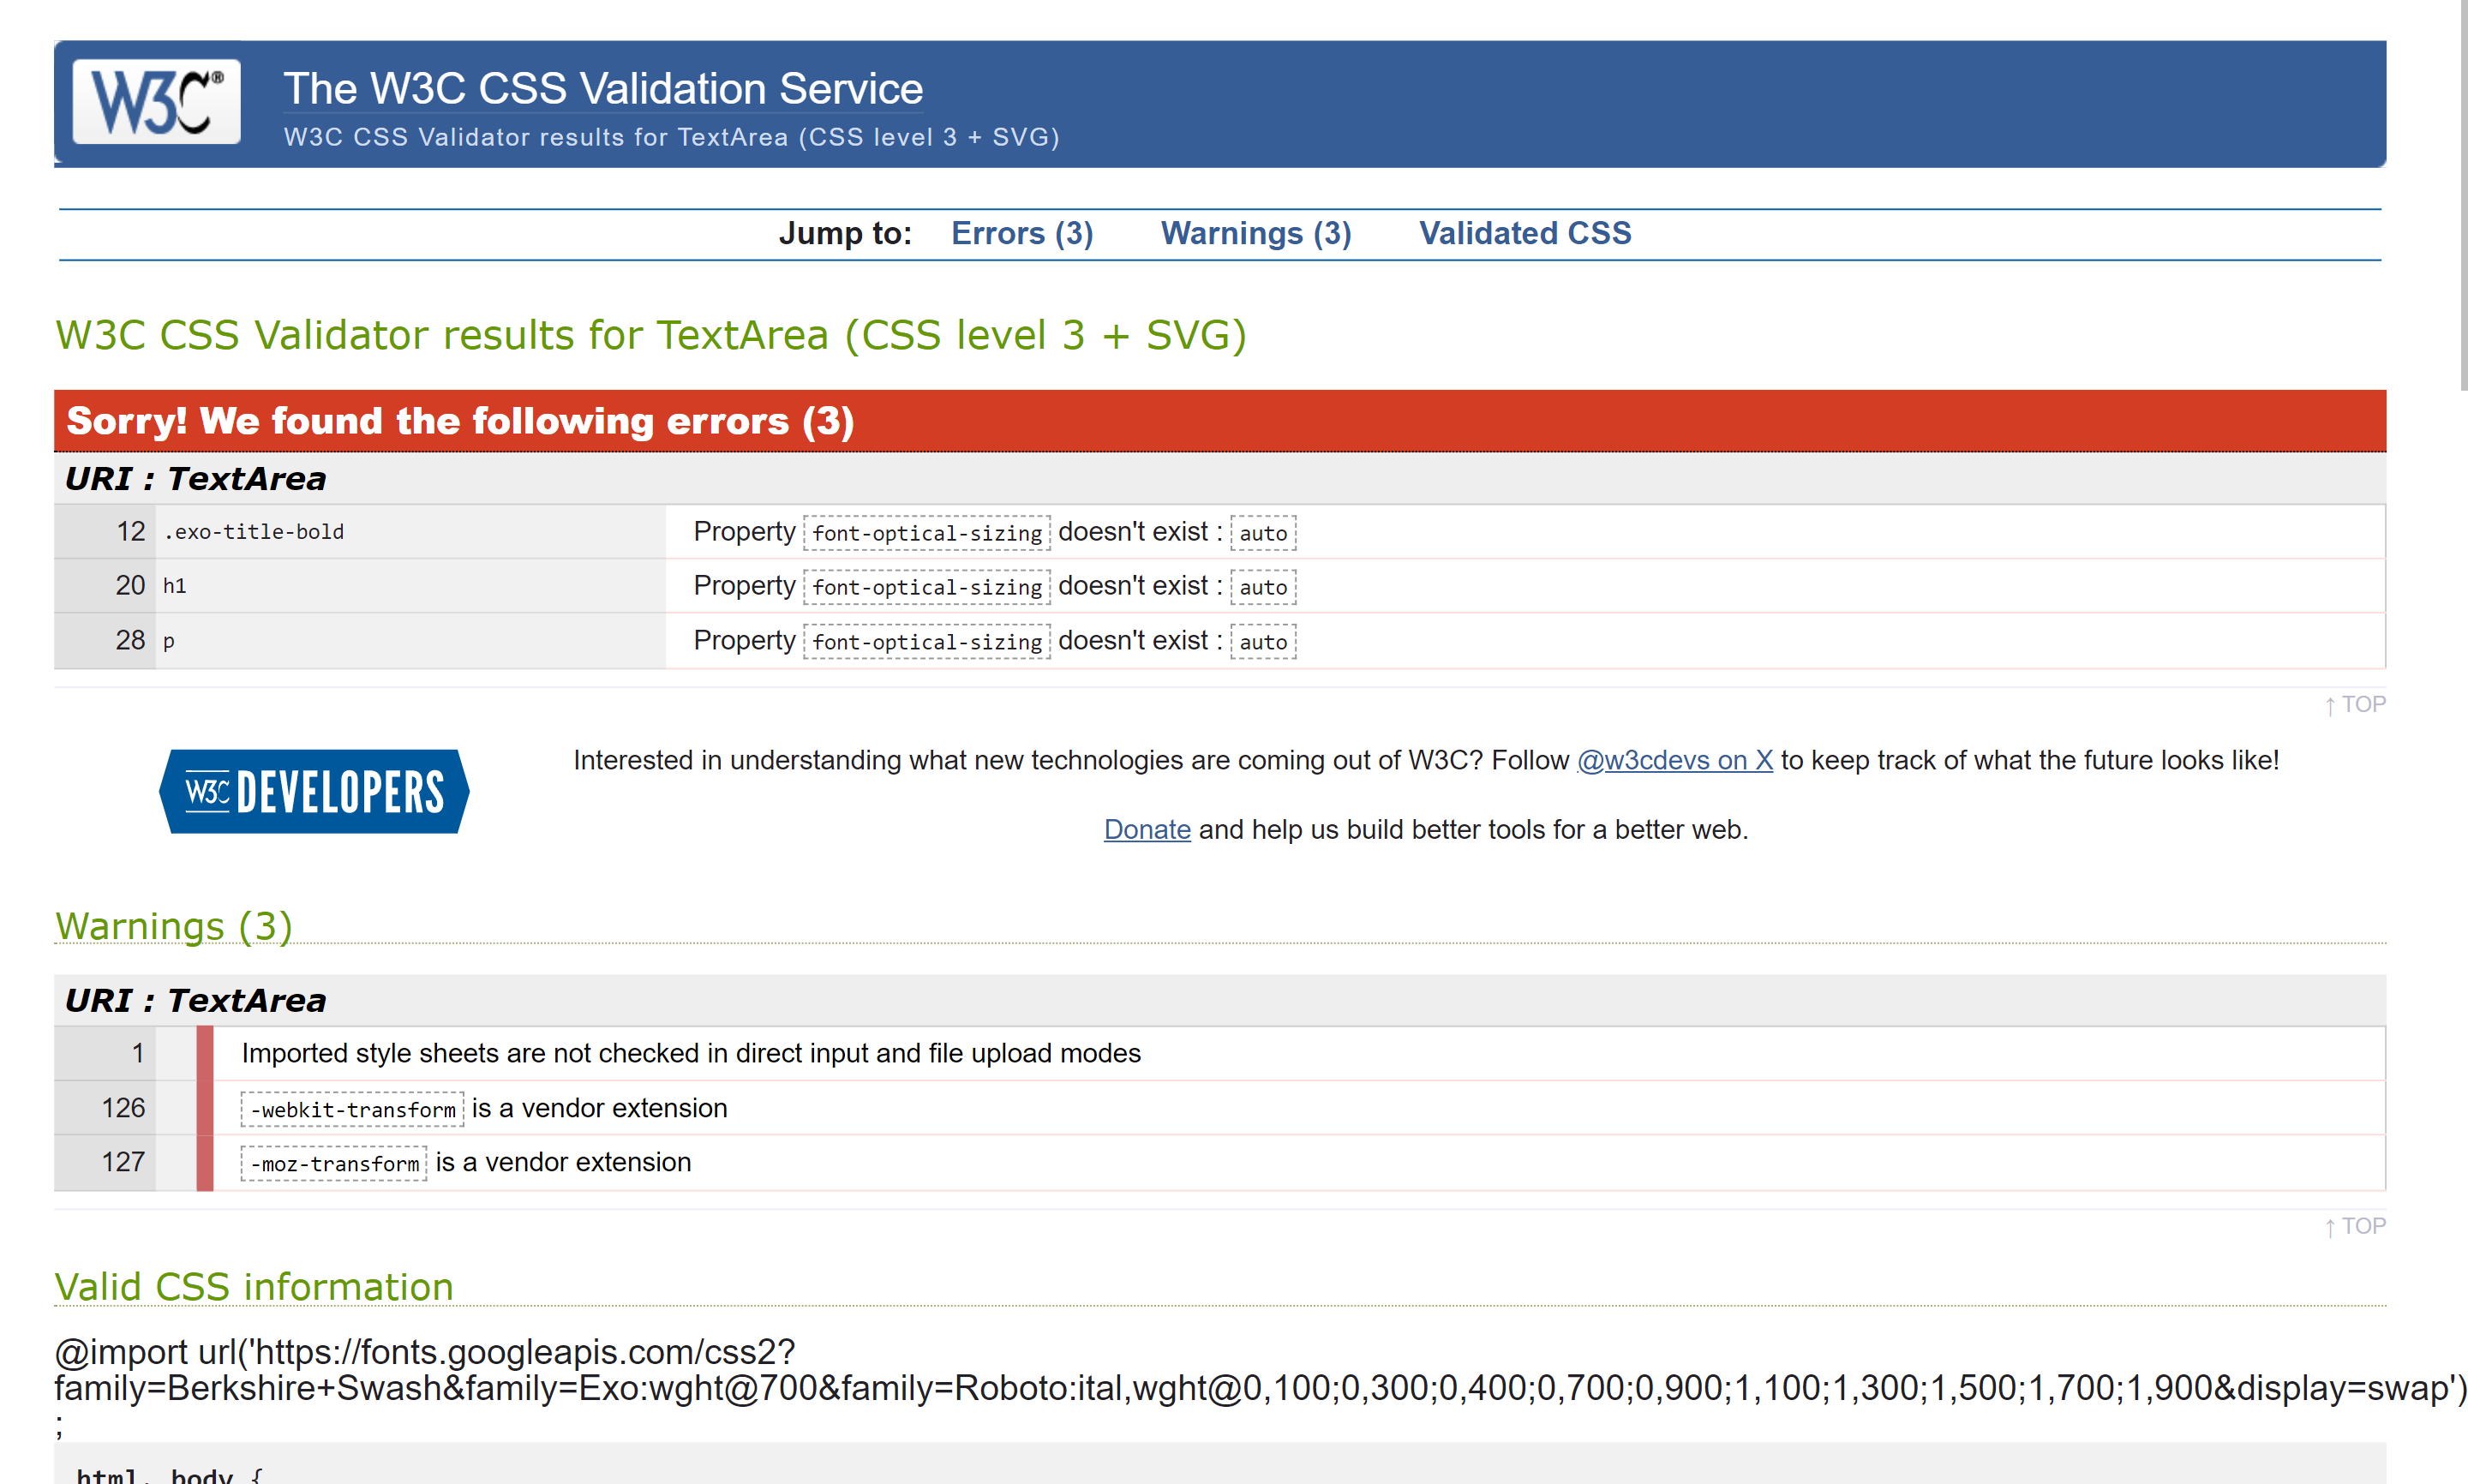 W3C®
The W3C CSS Validation Service
W3C CSS Validator results for TextArea (CSS level 3 + SVG)
Jump to: Errors (3) Warnings (3) Validated CSS
W3C CSS Validator results for TextArea (CSS level 3 + SVG)
Sorry! We found the following errors (3)
URI : TextArea
12 .exo-title-bold Property font-optical-sizing doesn't exist : auto
20 h1 Property font-optical-sizing doesn't exist : auto
28 p Property font-optical-sizing doesn't exist : auto
↑ TOP
W3C DEVELOPERS
Interested in understanding what new technologies are coming out of W3C? Follow @w3cdevs on X to keep track of what the future looks like!
Donate and help us build better tools for a better web.
Warnings (3)
URI : TextArea
1 Imported style sheets are not checked in direct input and file upload modes
126 -webkit-transform is a vendor extension
127 -moz-transform is a vendor extension
↑ TOP
Valid CSS information
@import url('https://fonts.googleapis.com/css2?
family=Berkshire+Swash&family=Exo:wght@700&family=Roboto:ital,wght@0,100;0,300;0,400;0,700;0,900;1,100;1,300;1,500;1,700;1,900&display=swap')
;
html, body {